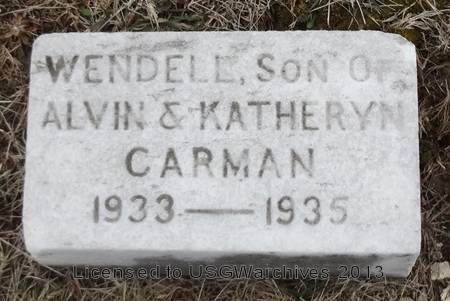 WENDELL, SON OF
ALVIN & KATHERYN
CARMAN
1933 — 1935
Licensed to USGWarchives 2013